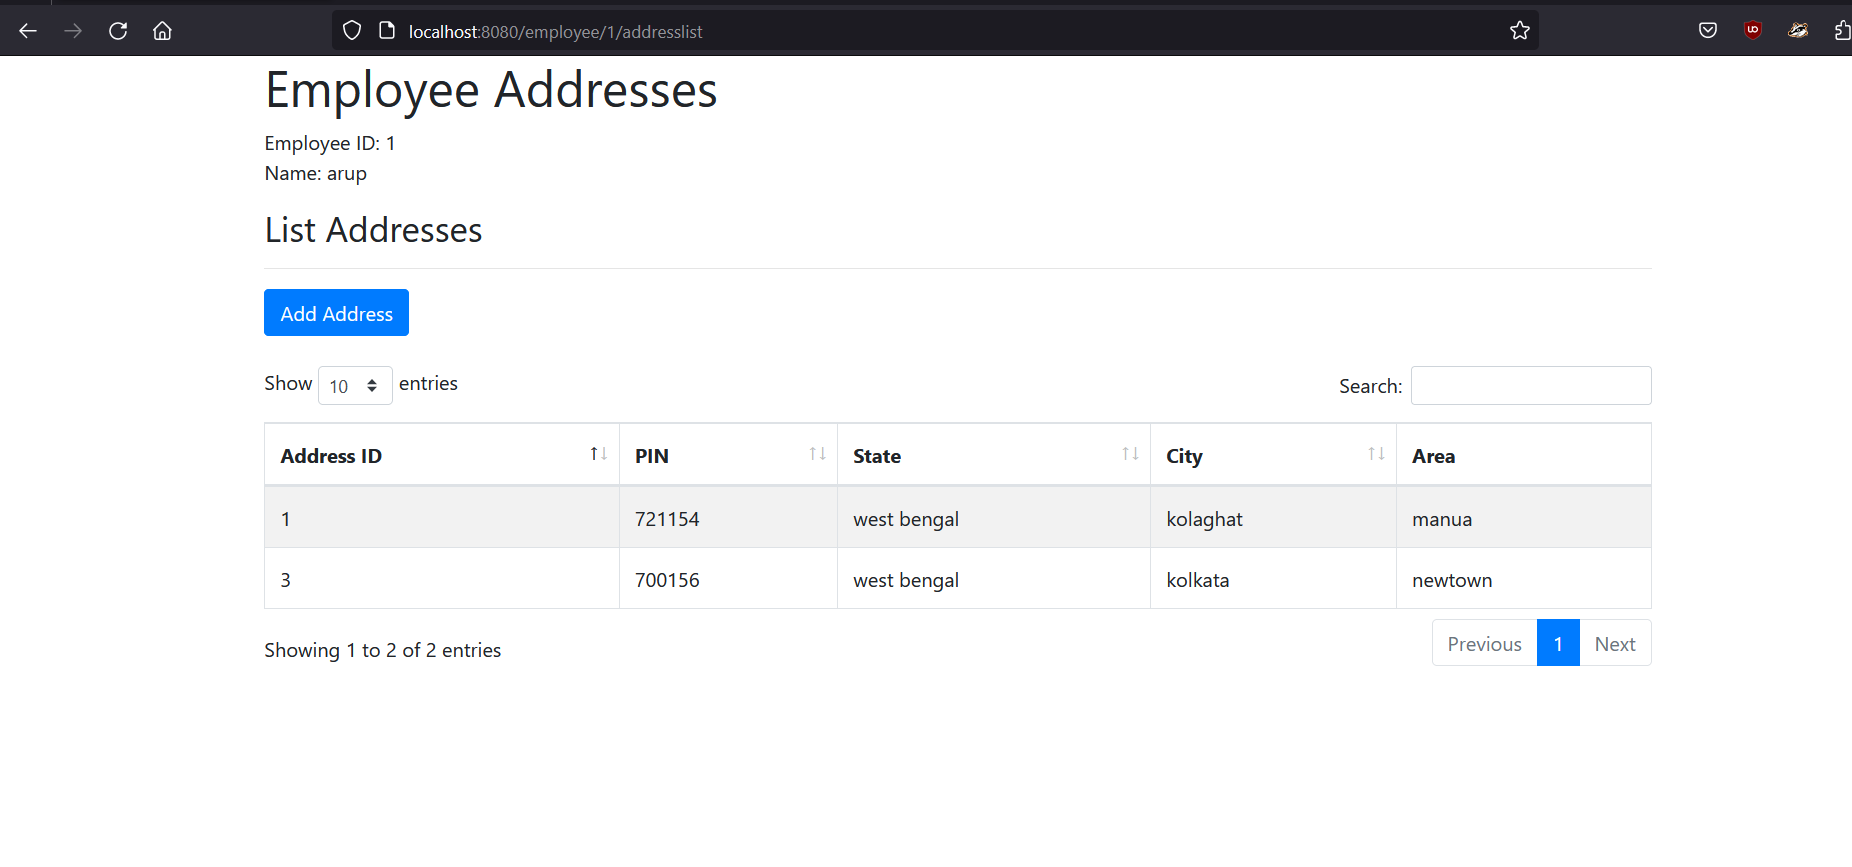 localhost:8080/employee/1/addresslist
Employee Addresses
Employee ID: 1
Name: arup
List Addresses
Add Address
Show 10 entries Search:
Address ID PIN State City Area
1 721154 west bengal kolaghat manua
3 700156 west bengal kolkata newtown
Showing 1 to 2 of 2 entries Previous 1 Next